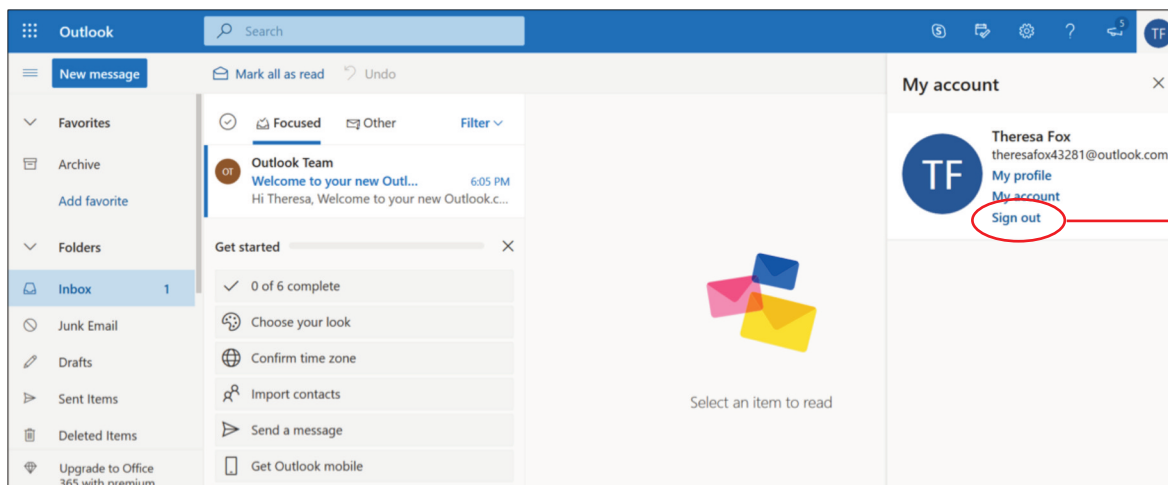 Outlook
Search
5
TF
New message
Mark all as read
Undo
My account
Favorites
Archive
Add favorite
Folders
Inbox 1
Junk Email
Drafts
Sent Items
Deleted Items
Upgrade to Office
365 with premium
Focused
Other
Filter
OT
Outlook Team
Welcome to your new Outl... 6:05 PM
Hi Theresa, Welcome to your new Outlook.c...
Get started
0 of 6 complete
Choose your look
Confirm time zone
Import contacts
Send a message
Get Outlook mobile
Select an item to read
TF
Theresa Fox
theresafox43281@outlook.com
My profile
My account
Sign out